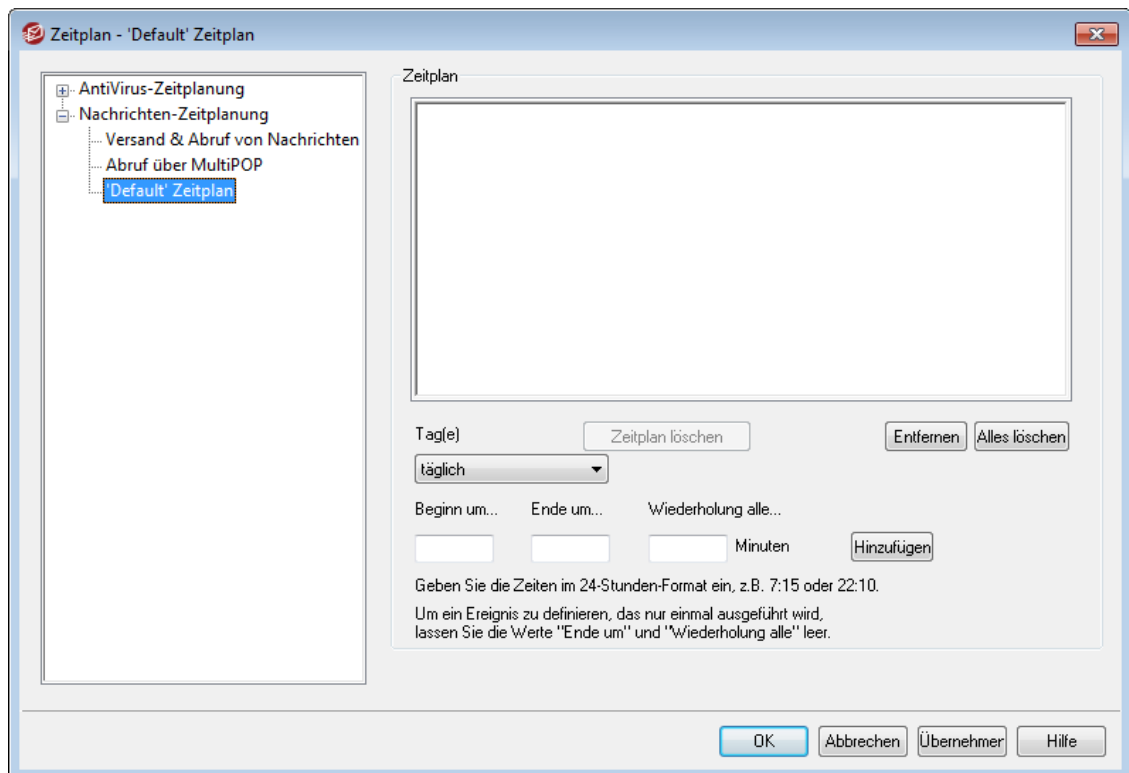 Zeitplan - 'Default' Zeitplan
AntiVirus-Zeitplanung
Nachrichten-Zeitplanung
Versand & Abruf von Nachrichten
Abruf über MultiPOP
'Default' Zeitplan
Zeitplan
Tag(e)
Zeitplan löschen
Entfernen
Alles löschen
täglich
Beginn um...
Ende um...
Wiederholung alle...
Minuten
Hinzufügen
Geben Sie die Zeiten im 24-Stunden-Format ein, z.B. 7:15 oder 22:10.
Um ein Ereignis zu definieren, das nur einmal ausgeführt wird,
lassen Sie die Werte "Ende um" und "Wiederholung alle" leer.
OK
Abbrechen
Übernehmer
Hilfe